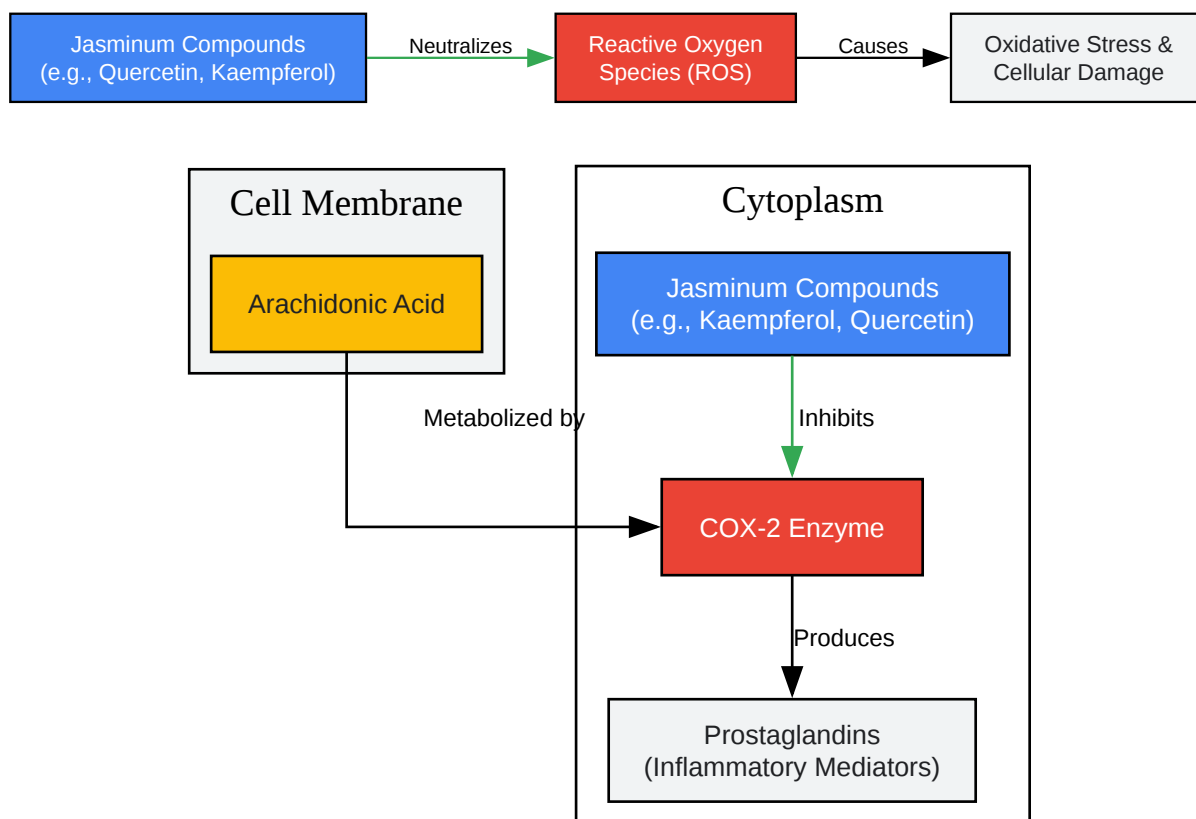 Jasminum Compounds
(e.g., Quercetin, Kaempferol)
Neutralizes
Reactive Oxygen
Species (ROS)
Causes
Oxidative Stress &
Cellular Damage
Cell Membrane
Arachidonic Acid
Metabolized by
Cytoplasm
Jasminum Compounds
(e.g., Kaempferol, Quercetin)
Inhibits
COX-2 Enzyme
Produces
Prostaglandins
(Inflammatory Mediators)